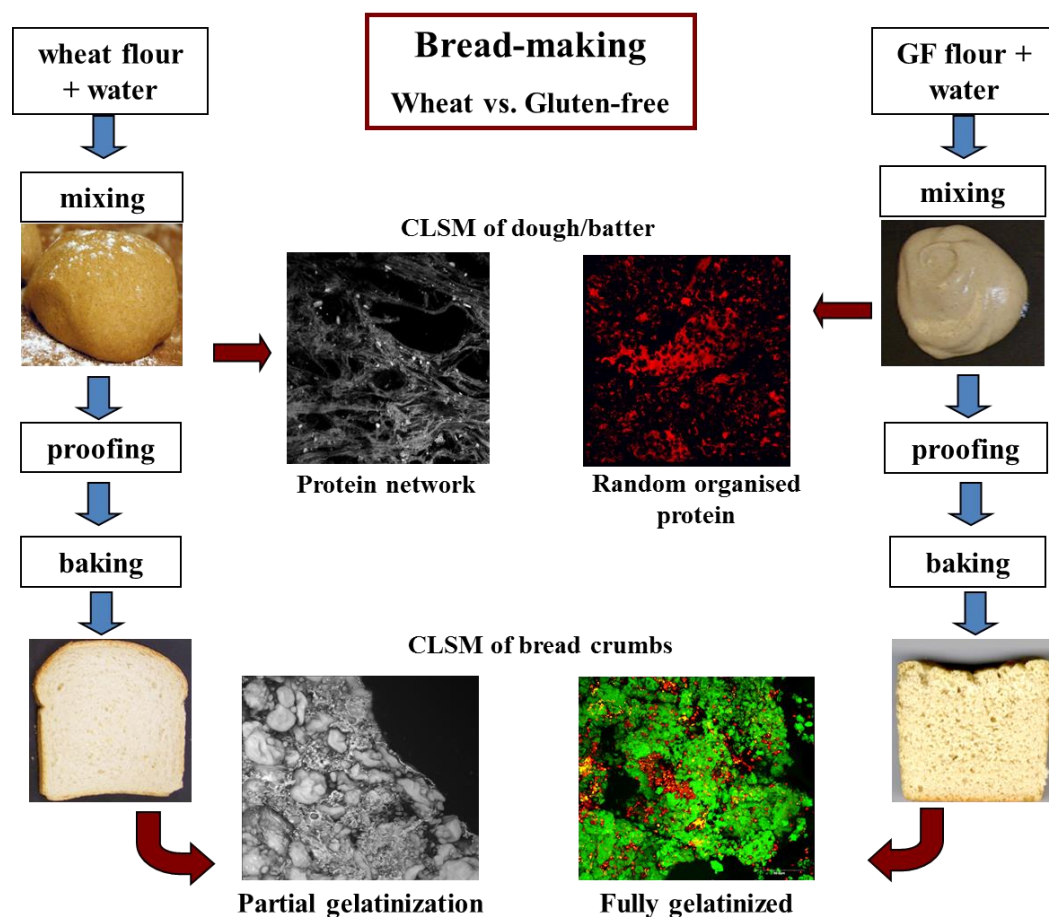 Bread-making
Wheat vs. Gluten-free
wheat flour
+ water
mixing
proofing
baking
GF flour +
water
mixing
proofing
baking
CLSM of dough/batter
Protein network
Random organised
protein
CLSM of bread crumbs
Partial gelatinization
Fully gelatinized